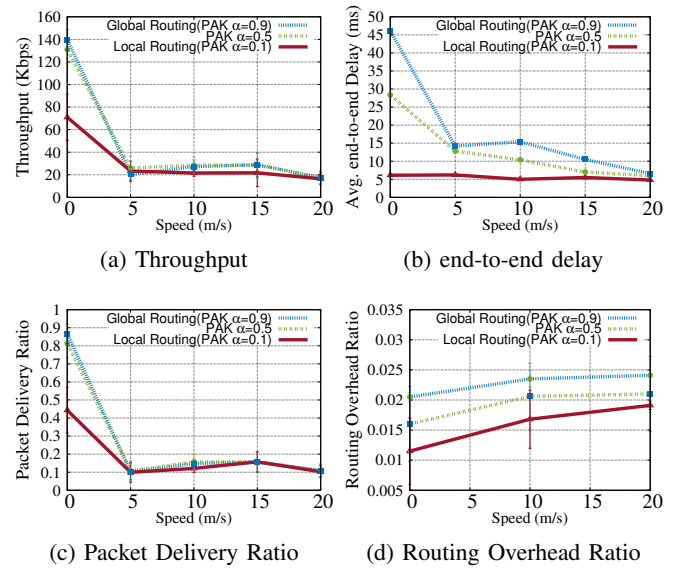 Throughput (Kbps)
160
140
120
100
80
60
40
20
0
Global Routing(PAK α=0.9)
PAK α=0.5
Local Routing(PAK α=0.1)
0 5 10 15 20
Speed (m/s)
(a) Throughput
Avg. end-to-end Delay (ms)
50
45
40
35
30
25
20
15
10
5
0
Global Routing(PAK α=0.9)
PAK α=0.5
Local Routing(PAK α=0.1)
0 5 10 15 20
Speed (m/s)
(b) end-to-end delay
Packet Delivery Ratio
1
0.9
0.8
0.7
0.6
0.5
0.4
0.3
0.2
0.1
0
Global Routing(PAK α=0.9)
PAK α=0.5
Local Routing(PAK α=0.1)
0 5 10 15 20
Speed (m/s)
(c) Packet Delivery Ratio
Routing Overhead Ratio
0.035
0.03
0.025
0.02
0.015
0.01
0.005
Global Routing(PAK α=0.9)
PAK α=0.5
Local Routing(PAK α=0.1)
0 10 20
Speed (m/s)
(d) Routing Overhead Ratio